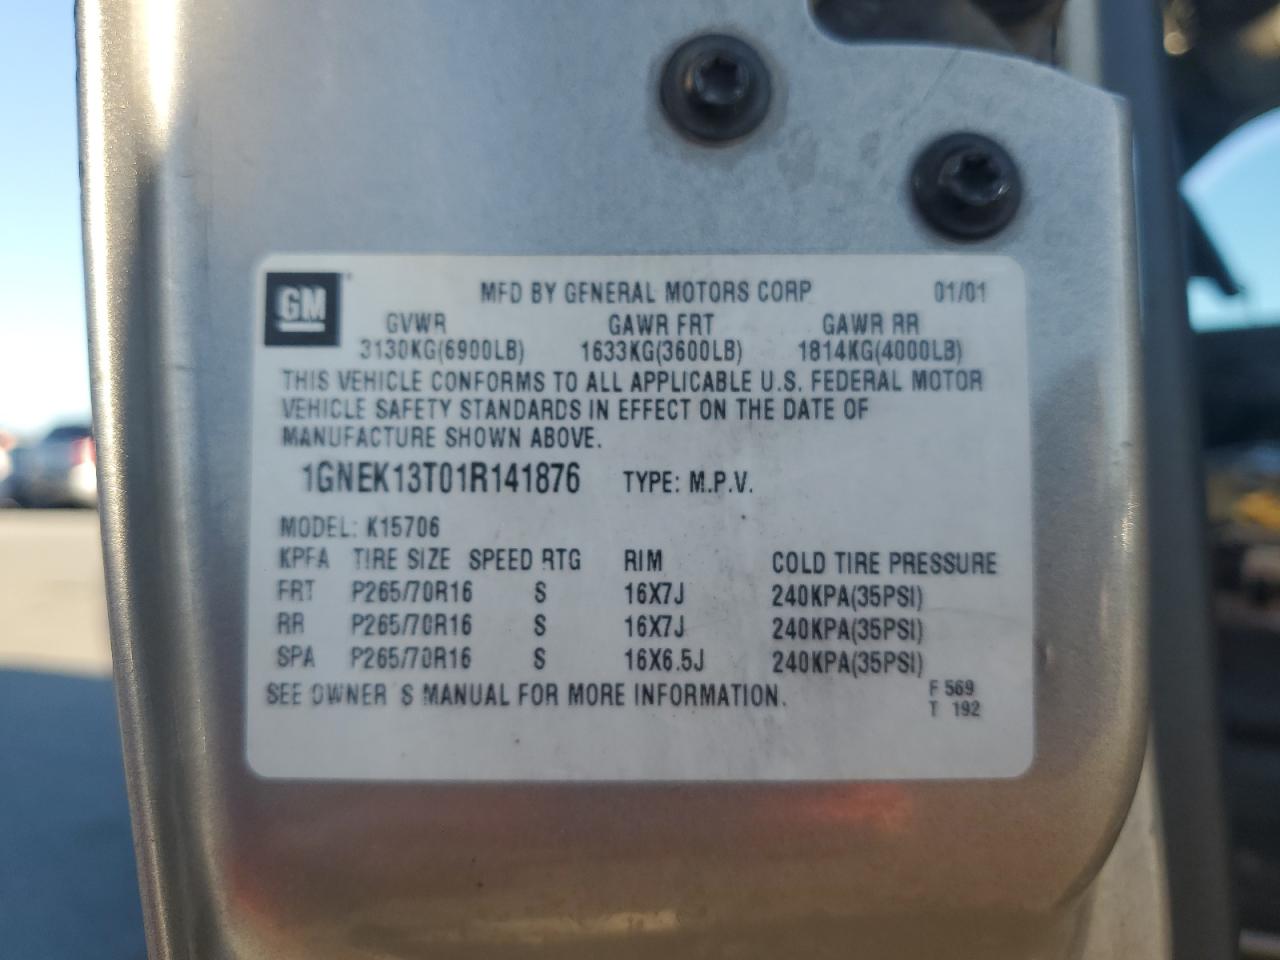 GM
MFD BY GENERAL MOTORS CORP 01/01
GVWR GAWR FRT GAWR RR
3130KG(6900LB) 1633KG(3600LB) 1814KG(4000LB)
THIS VEHICLE CONFORMS TO ALL APPLICABLE U.S. FEDERAL MOTOR
VEHICLE SAFETY STANDARDS IN EFFECT ON THE DATE OF
MANUFACTURE SHOWN ABOVE.
1GNEK13T01R141876 TYPE: M.P.V.
MODEL: K15706
KPFA TIRE SIZE SPEED RTG RIM COLD TIRE PRESSURE
FRT P265/70R16 S 16X7J 240KPA(35PSI)
RR P265/70R16 S 16X7J 240KPA(35PSI)
SPA P265/70R16 S 16X6.5J 240KPA(35PSI)
SEE OWNER S MANUAL FOR MORE INFORMATION.
F 569
T 192